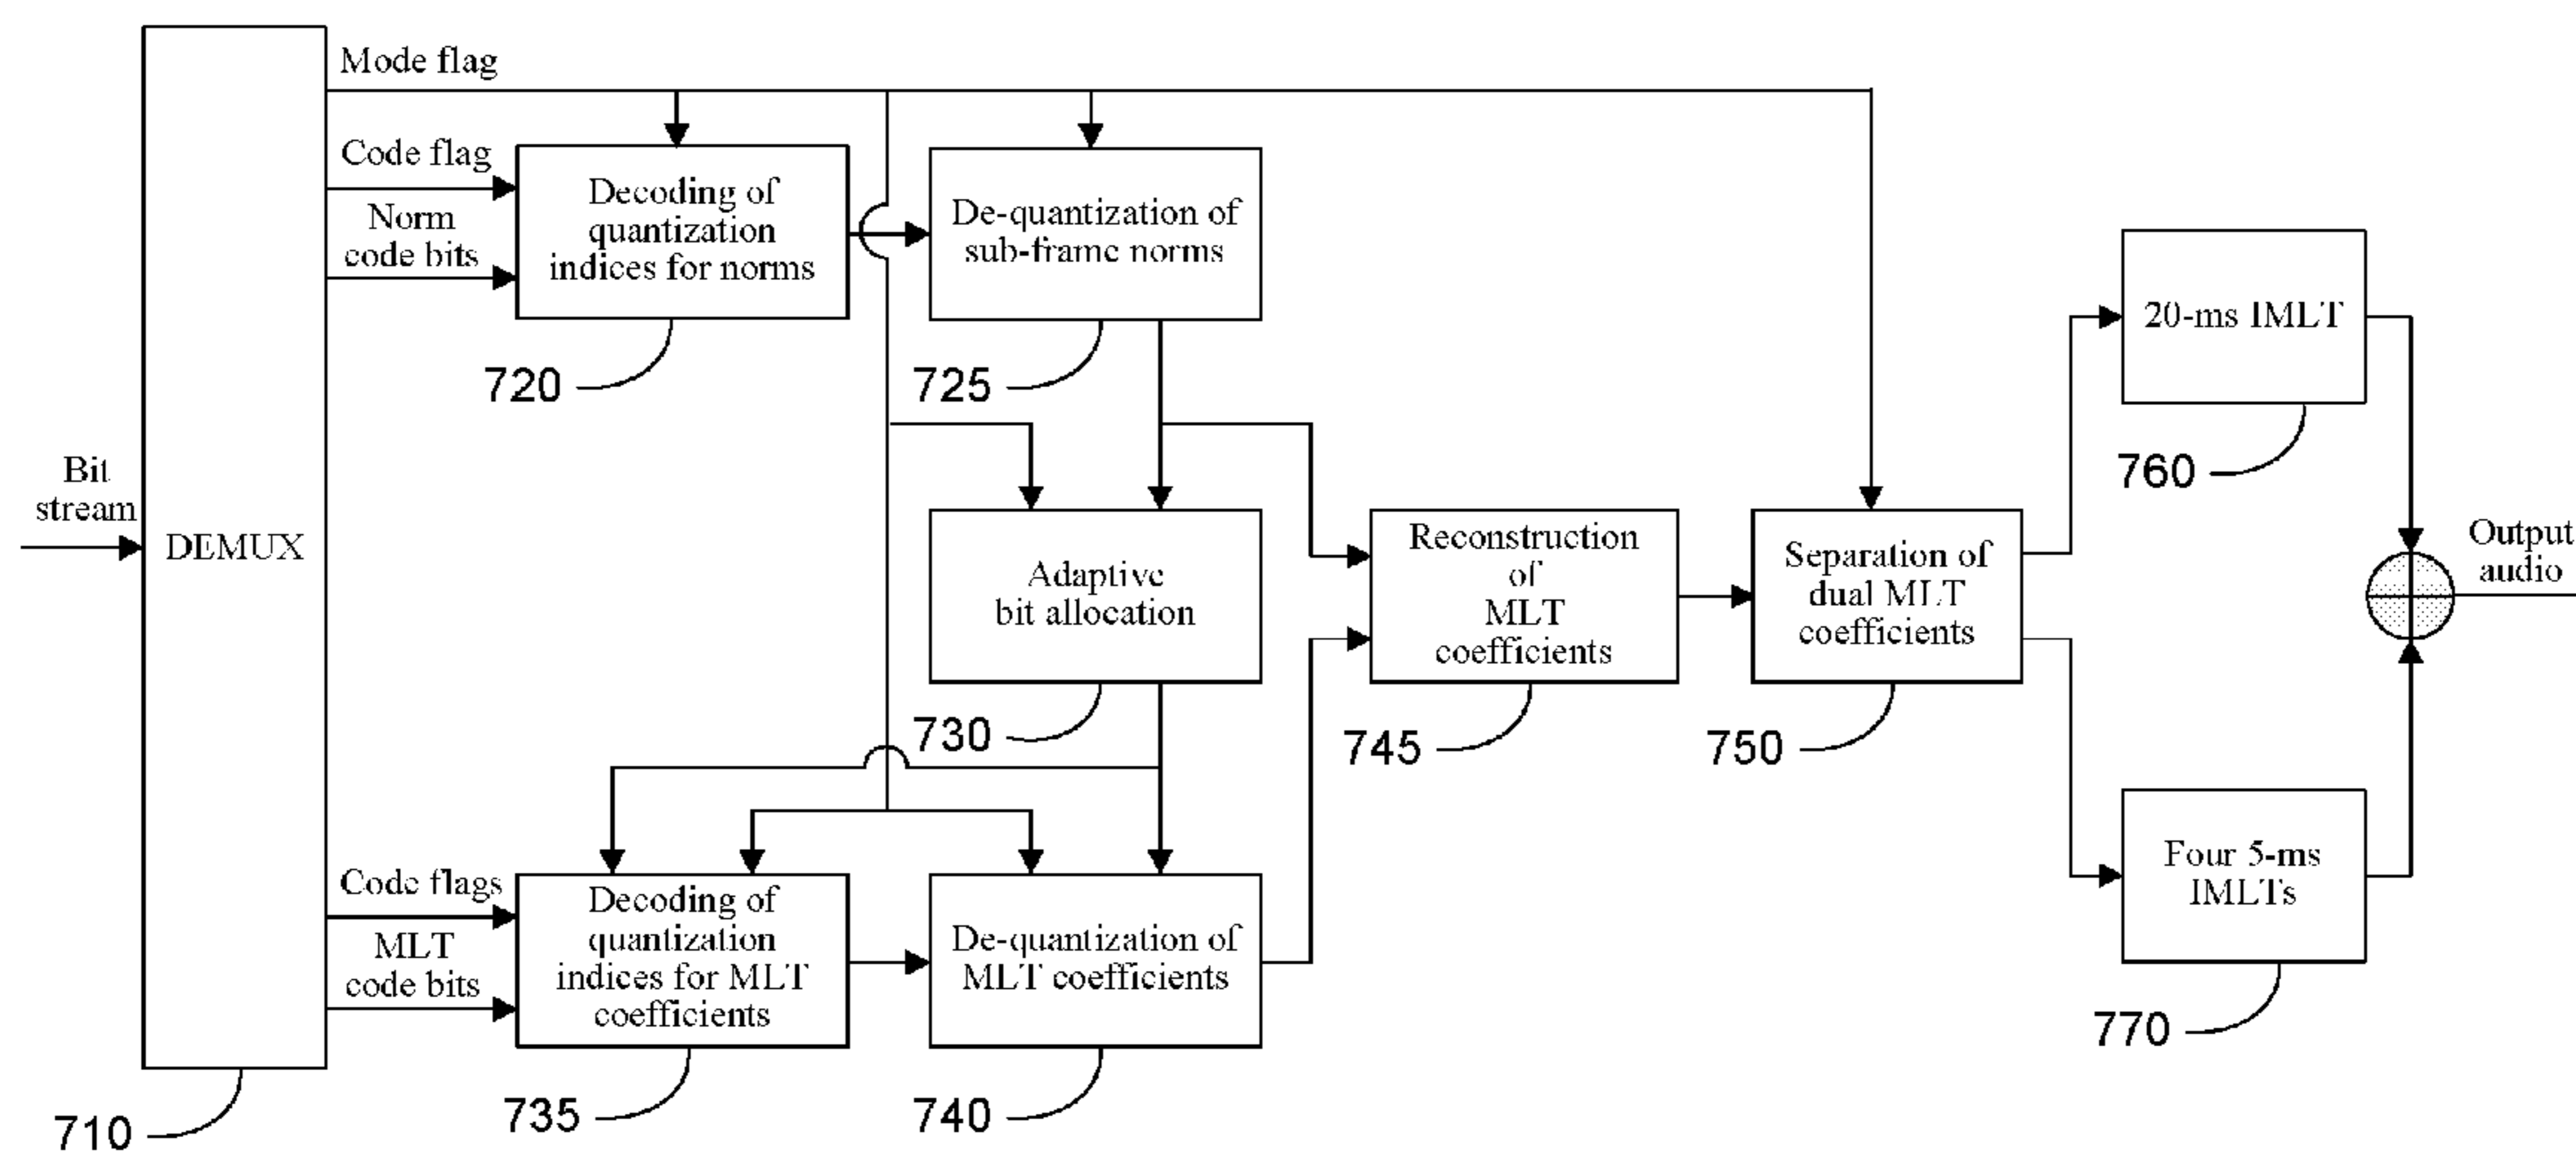 Mode flag
Code flag
Norm
code bits
Decoding of
quantization
indices for norms
720
De-quantization of
sub-frame norms
725
20-ms IMLT
760
Bit
stream
DEMUX
710
Adaptive
bit allocation
730
Reconstruction
of
MLT
coefficients
745
Separation of
dual MLT
coefficients
750
Output
audio
Code flags
MLT
code bits
Decoding of
quantization
indices for MLT
coefficients
735
De-quantization of
MLT coefficients
740
Four 5-ms
IMLTs
770